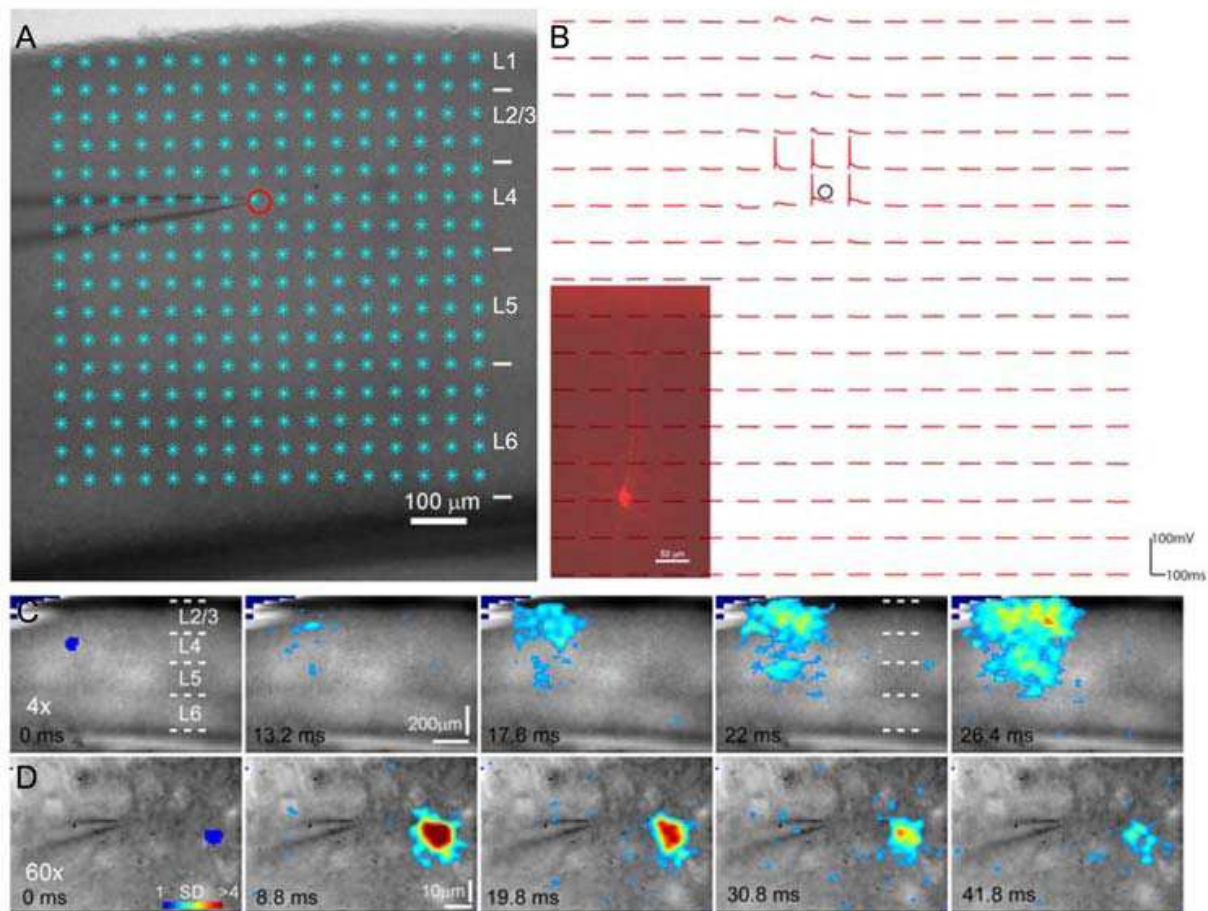 A
L1
L2/3
L4
L5
L6
100 μm
B
50 μm
100mV
100ms
C
L2/3
L4
L5
L6
4x
0 ms
200μm
13.2 ms
17.6 ms
22 ms
26.4 ms
D
60x
0 ms
1 SD >4
8.8 ms
10μm
19.8 ms
30.8 ms
41.8 ms